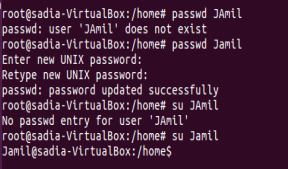 root@sadia-VirtualBox:/home# passwd JAmil
passwd: user 'JAmil' does not exist
root@sadia-VirtualBox:/home# passwd Jamil
Enter new UNIX password:
Retype new UNIX password:
passwd: password updated successfully
root@sadia-VirtualBox:/home# su JAmil
No passwd entry for user 'JAmil'
root@sadia-VirtualBox:/home# su Jamil
Jamil@sadia-VirtualBox:/home$